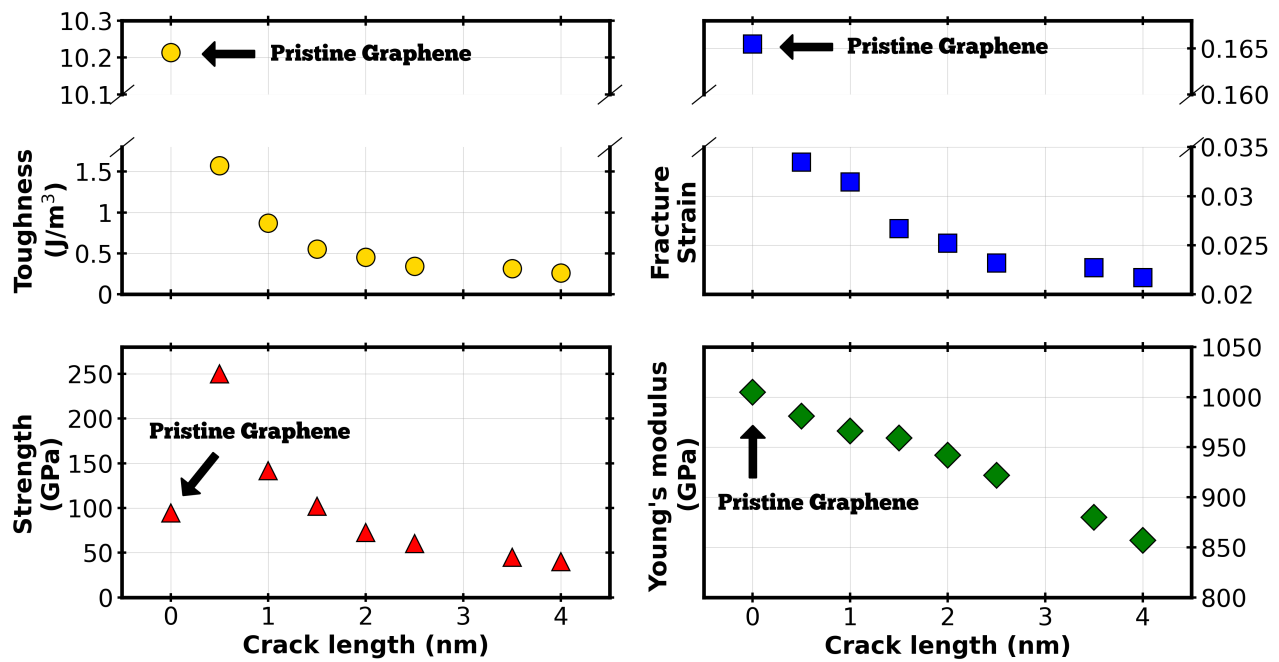 10.3
10.2
10.1
Pristine Graphene
1.5
1
0.5
0
Toughness
(J/m³)
Pristine Graphene
0.165
0.160
0.035
0.03
0.025
0.02
Fracture
Strain
250
200
150
100
50
0
Strength
(GPa)
Pristine Graphene
0 1 2 3 4
Crack length (nm)
1050
1000
950
900
850
800
Young's modulus
(GPa)
Pristine Graphene
0 1 2 3 4
Crack length (nm)